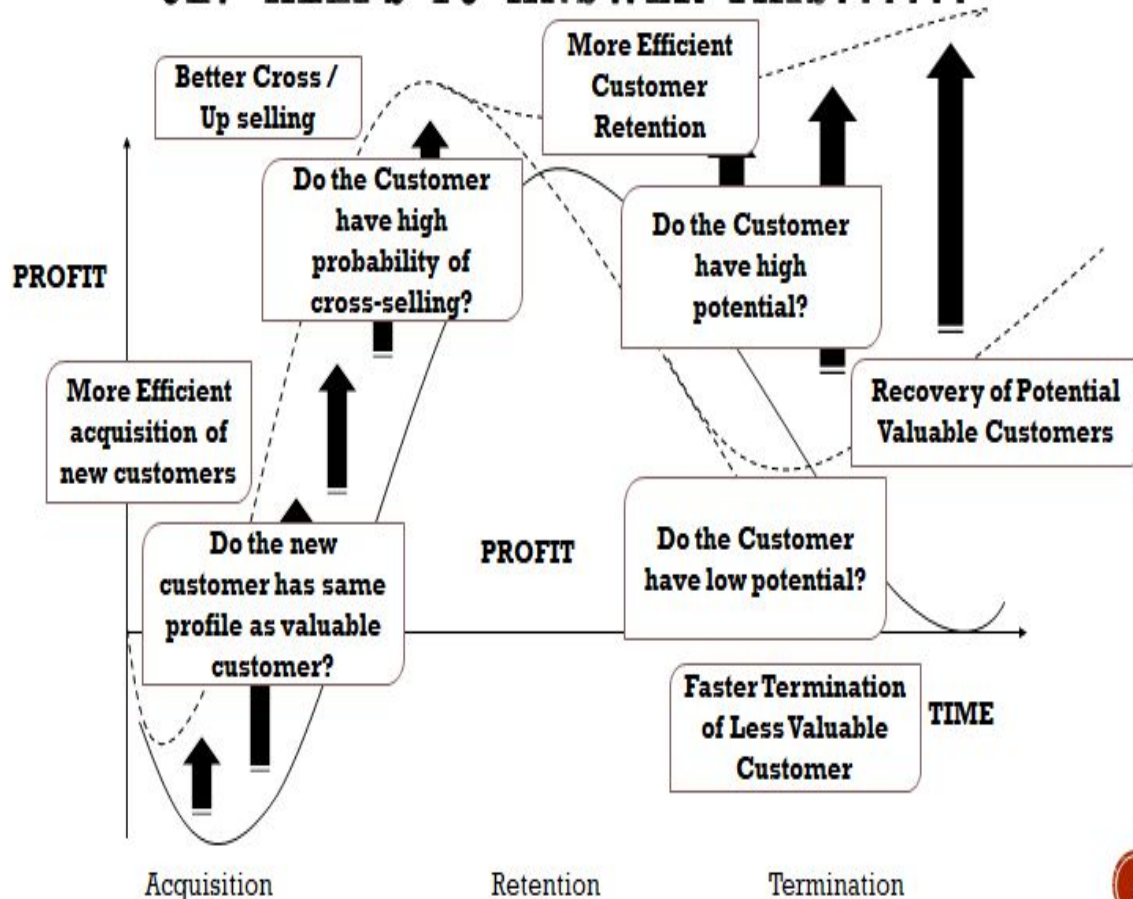 Better Cross /
Up selling
More Efficient
Customer
Retention
Do the Customer
have high
probability of
cross-selling?
Do the Customer
have high
potential?
PROFIT
More Efficient
acquisition of
new customers
Recovery of Potential
Valuable Customers
Do the new
customer has same
profile as valuable
customer?
PROFIT
Do the Customer
have low potential?
Faster Termination
of Less Valuable
Customer
TIME
Acquisition
Retention
Termination